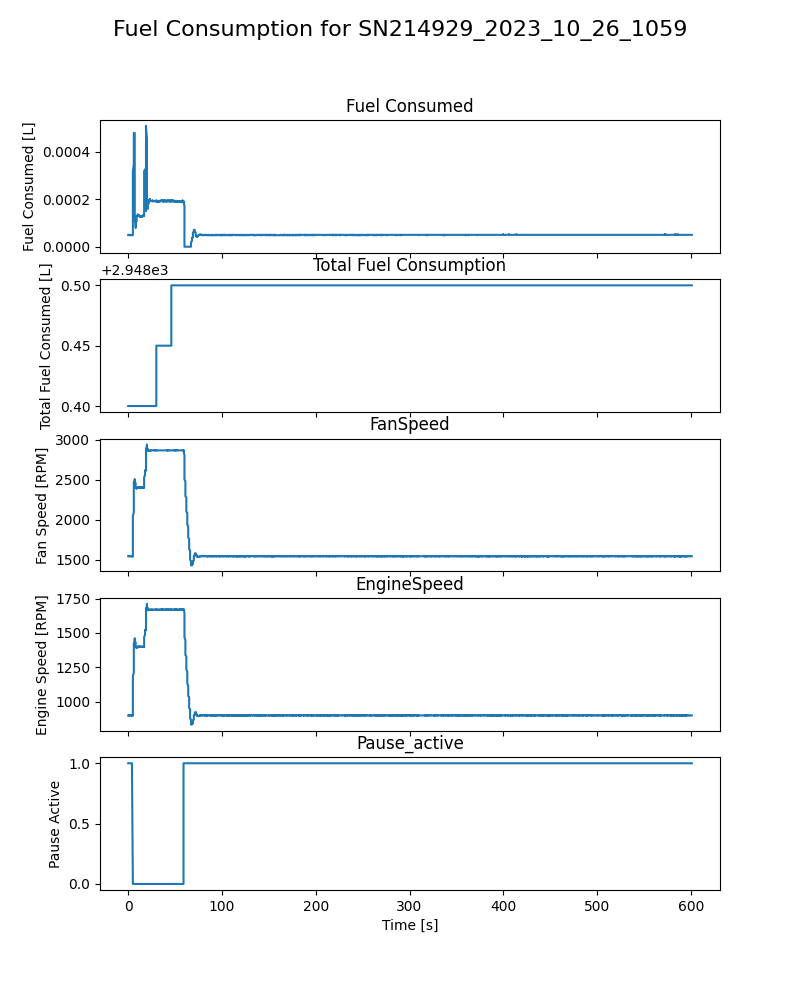 Fuel Consumption for SN214929_2023_10_26_1059
Fuel Consumed
Fuel Consumed [L]
0.0004
0.0002
0.0000
+2.948e3
Total Fuel Consumption
Total Fuel Consumed [L]
0.50
0.45
0.40
FanSpeed
Fan Speed [RPM]
3000
2500
2000
1500
EngineSpeed
Engine Speed [RPM]
1750
1500
1250
1000
Pause_active
Pause Active
1.0
0.5
0.0
0 100 200 300 400 500 600
Time [s]